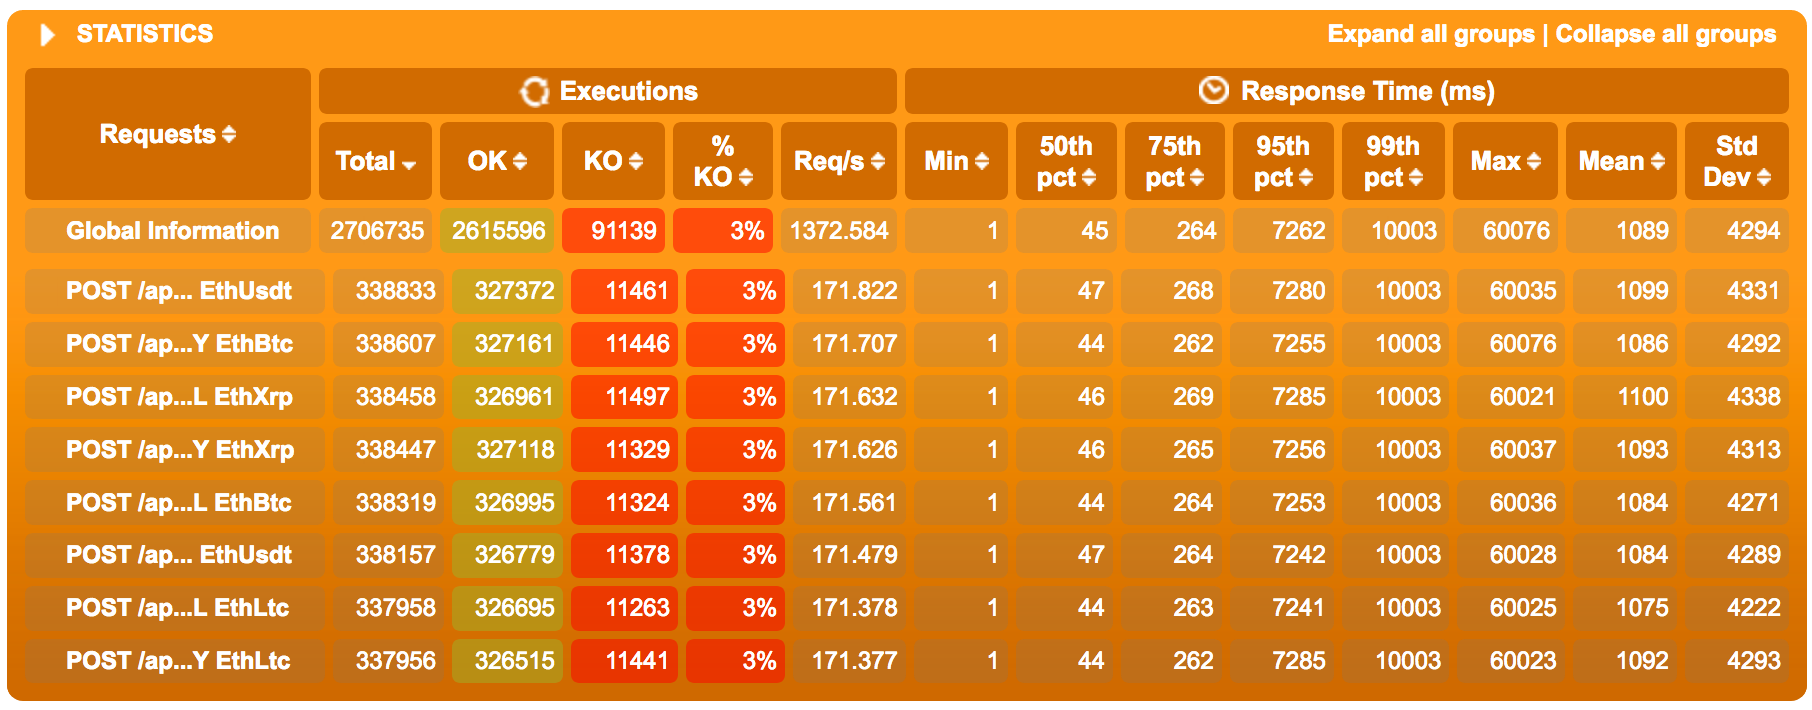 STATISTICS Expand all groups | Collapse all groups
Requests Executions Response Time (ms)
Total OK KO % KO Req/s Min 50th pct 75th pct 95th pct 99th pct Max Mean Std Dev
Global Information 2706735 2615596 91139 3% 1372.584 1 45 264 7262 10003 60076 1089 4294
POST /ap... EthUsdt 338833 327372 11461 3% 171.822 1 47 268 7280 10003 60035 1099 4331
POST /ap...Y EthBtc 338607 327161 11446 3% 171.707 1 44 262 7255 10003 60076 1086 4292
POST /ap...L EthXrp 338458 326961 11497 3% 171.632 1 46 269 7285 10003 60021 1100 4338
POST /ap...Y EthXrp 338447 327118 11329 3% 171.626 1 46 265 7256 10003 60037 1093 4313
POST /ap...L EthBtc 338319 326995 11324 3% 171.561 1 44 264 7253 10003 60036 1084 4271
POST /ap... EthUsdt 338157 326779 11378 3% 171.479 1 47 264 7242 10003 60028 1084 4289
POST /ap...L EthLtc 337958 326695 11263 3% 171.378 1 44 263 7241 10003 60025 1075 4222
POST /ap...Y EthLtc 337956 326515 11441 3% 171.377 1 44 262 7285 10003 60023 1092 4293